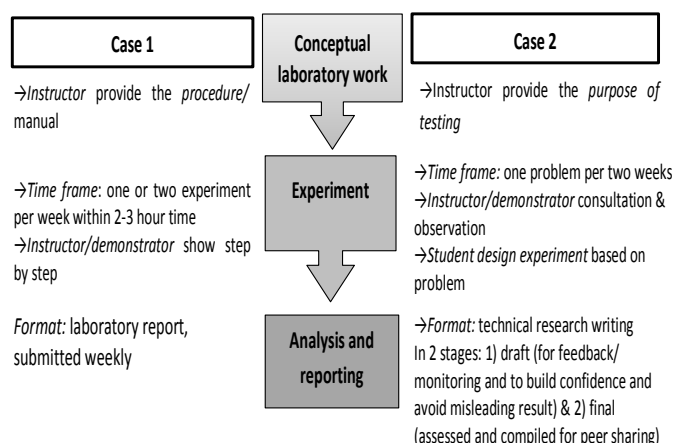 Case 1
→Instructor provide the procedure/
manual
→Time frame: one or two experiment
per week within 2-3 hour time
→Instructor/demonstrator show step
by step
Format: laboratory report,
submitted weekly
Conceptual
laboratory work
Experiment
Analysis and
reporting
Case 2
→Instructor provide the purpose of
testing
→Time frame: one problem per two weeks
→Instructor/demonstrator consultation &
observation
→Student design experiment based on
problem
→Format: technical research writing
In 2 stages: 1) draft (for feedback/
monitoring and to build confidence and
avoid misleading result) & 2) final
(assessed and compiled for peer sharing)